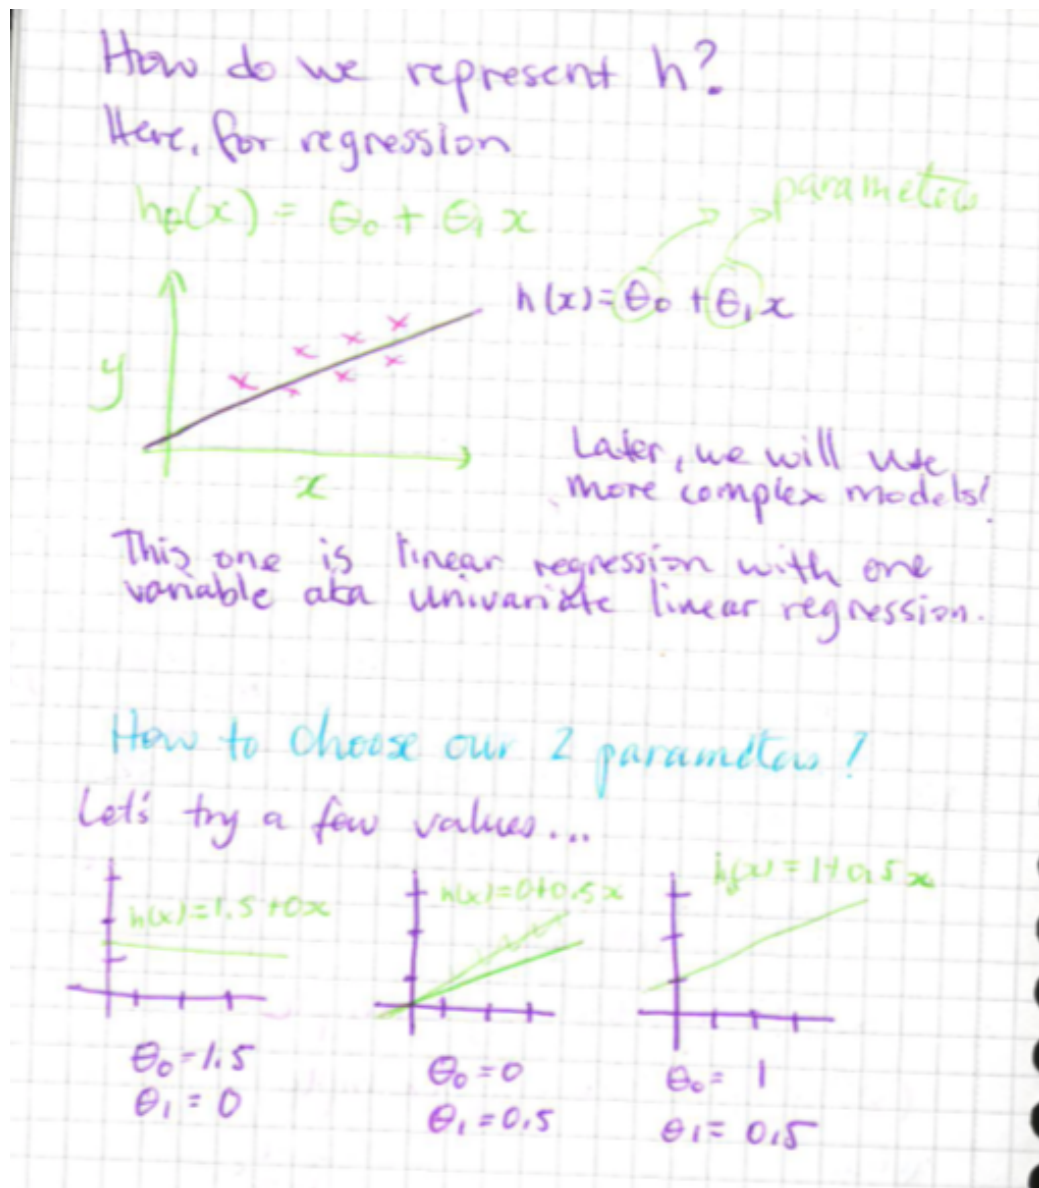 How do we represent h?
Here, for regression
parameters
hθ(x) = θ₀ + θ₁ x
h(x) = θ₀ + θ₁ x
y
x
Later, we will use
more complex models!
This one is linear regression with one
variable aka univariate linear regression.
How to choose our 2 parameters?
Let's try a few values...
h(x) = 1.5 + 0x
h(x) = 0 + 0.5x
h(x) = 1 + 0.5x
θ₀ = 1.5
θ₁ = 0
θ₀ = 0
θ₁ = 0.5
θ₀ = 1
θ₁ = 0.5